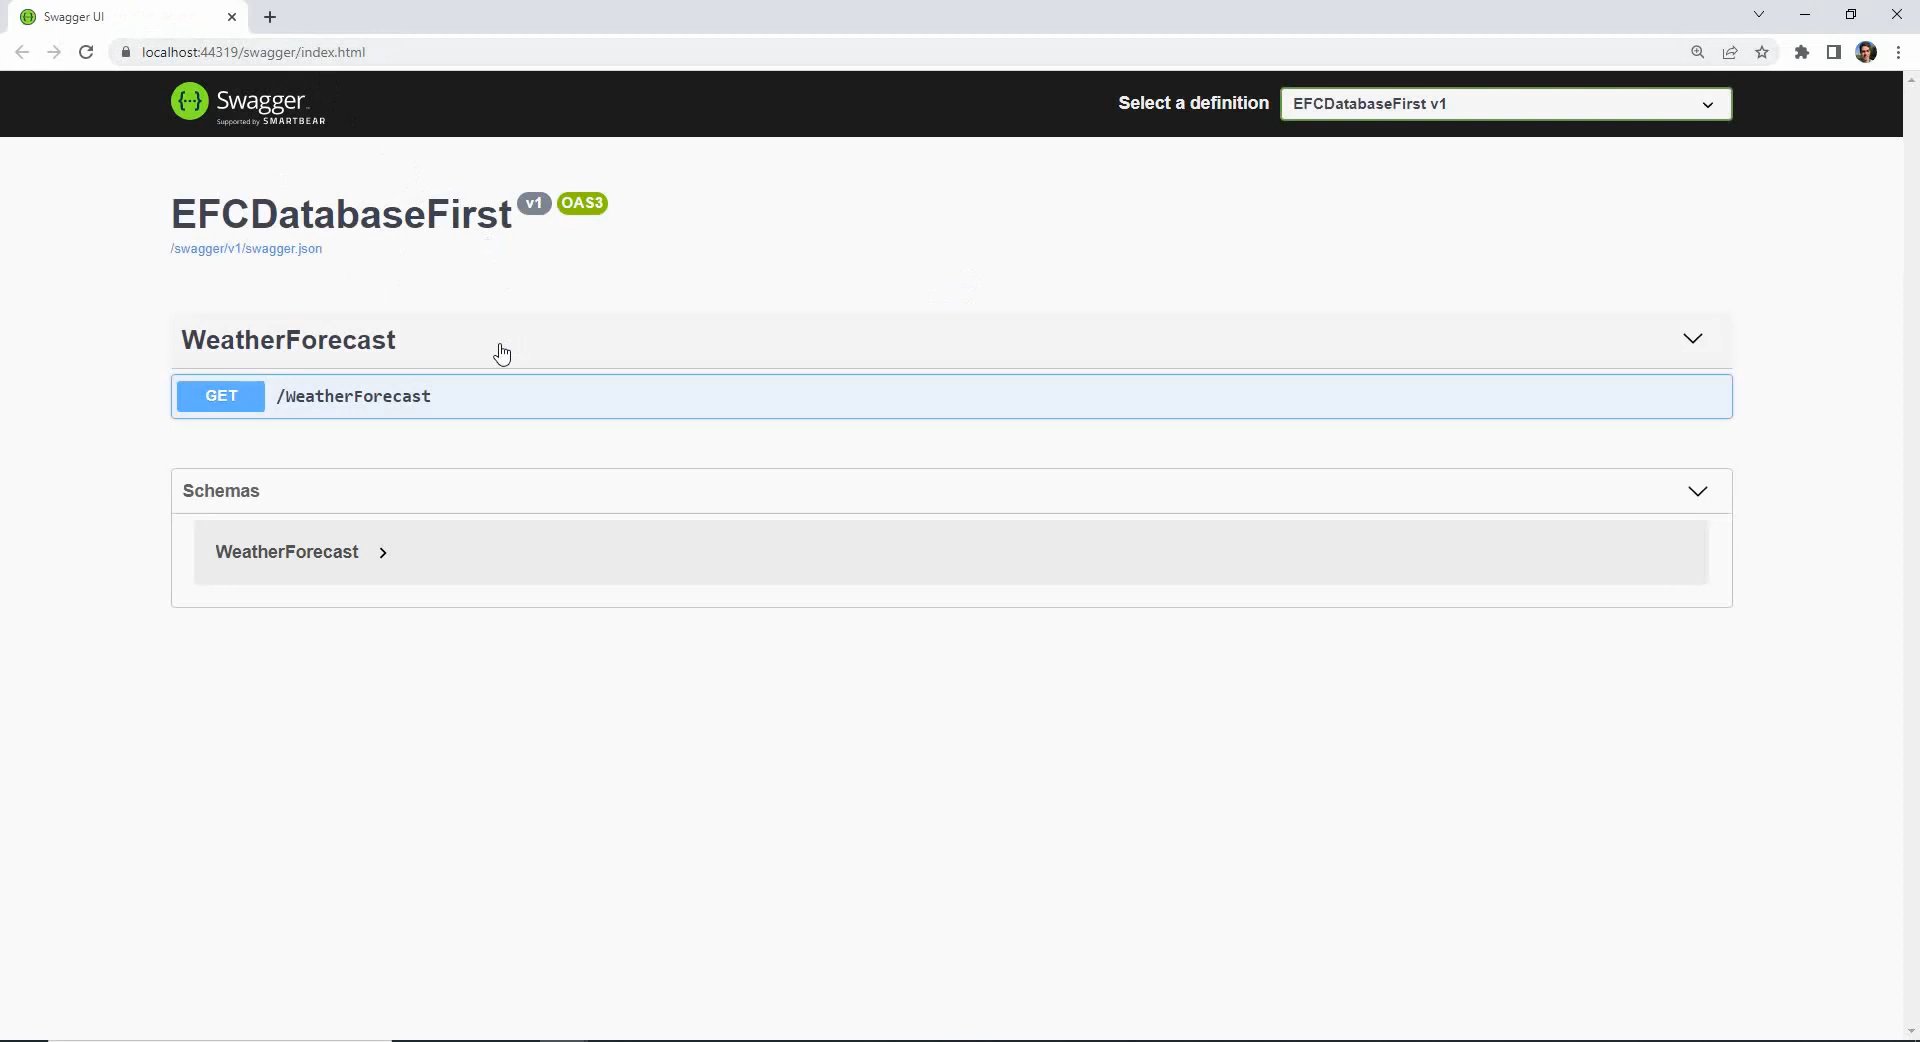 Swagger UI
localhost:44319/swagger/index.html
Swagger
Supported by SMARTBEAR
Select a definition
EFCDatabaseFirst v1
EFCDatabaseFirst v1 OAS3
/swagger/v1/swagger.json
WeatherForecast
GET /WeatherForecast
Schemas
WeatherForecast